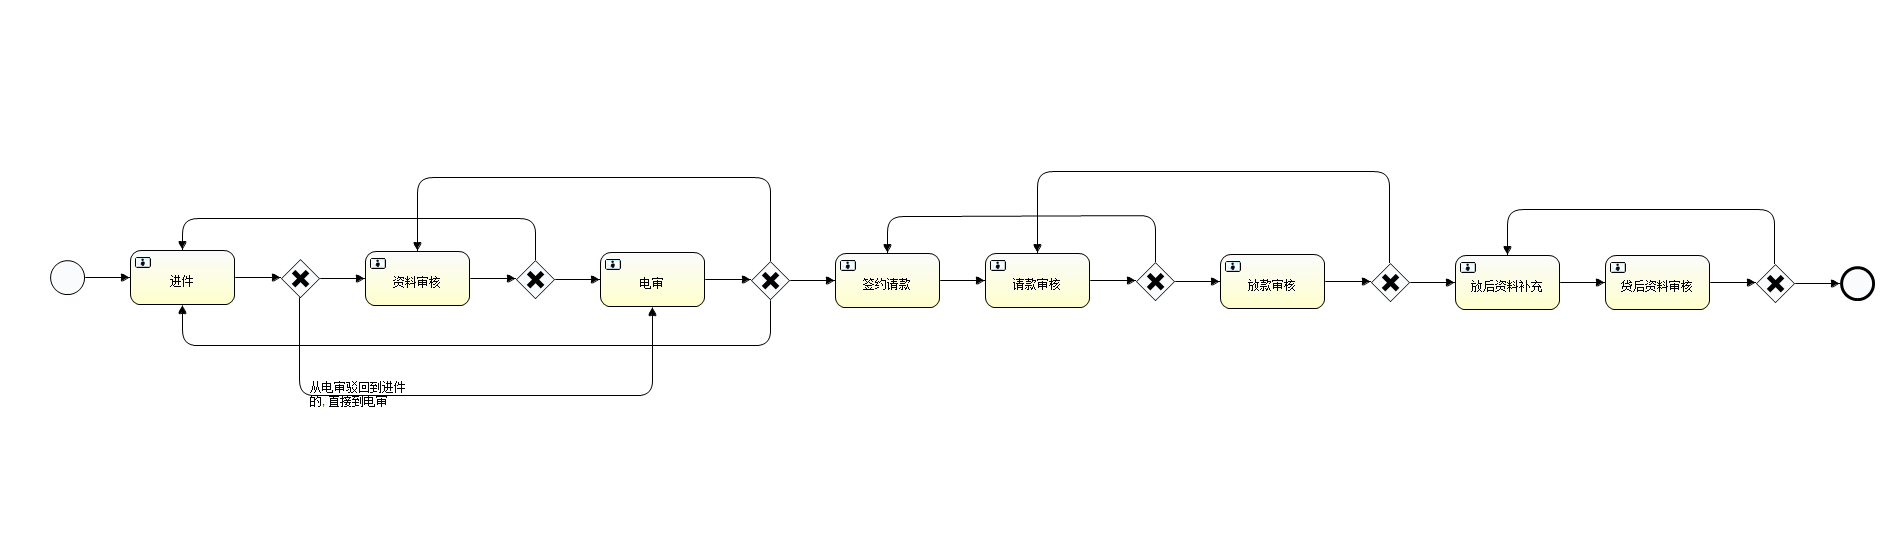 进件
资料审核
电审
签约请款
请款审核
放款审核
放后资料补充
贷后资料审核
从电审驳回到进件
的, 直接到电审